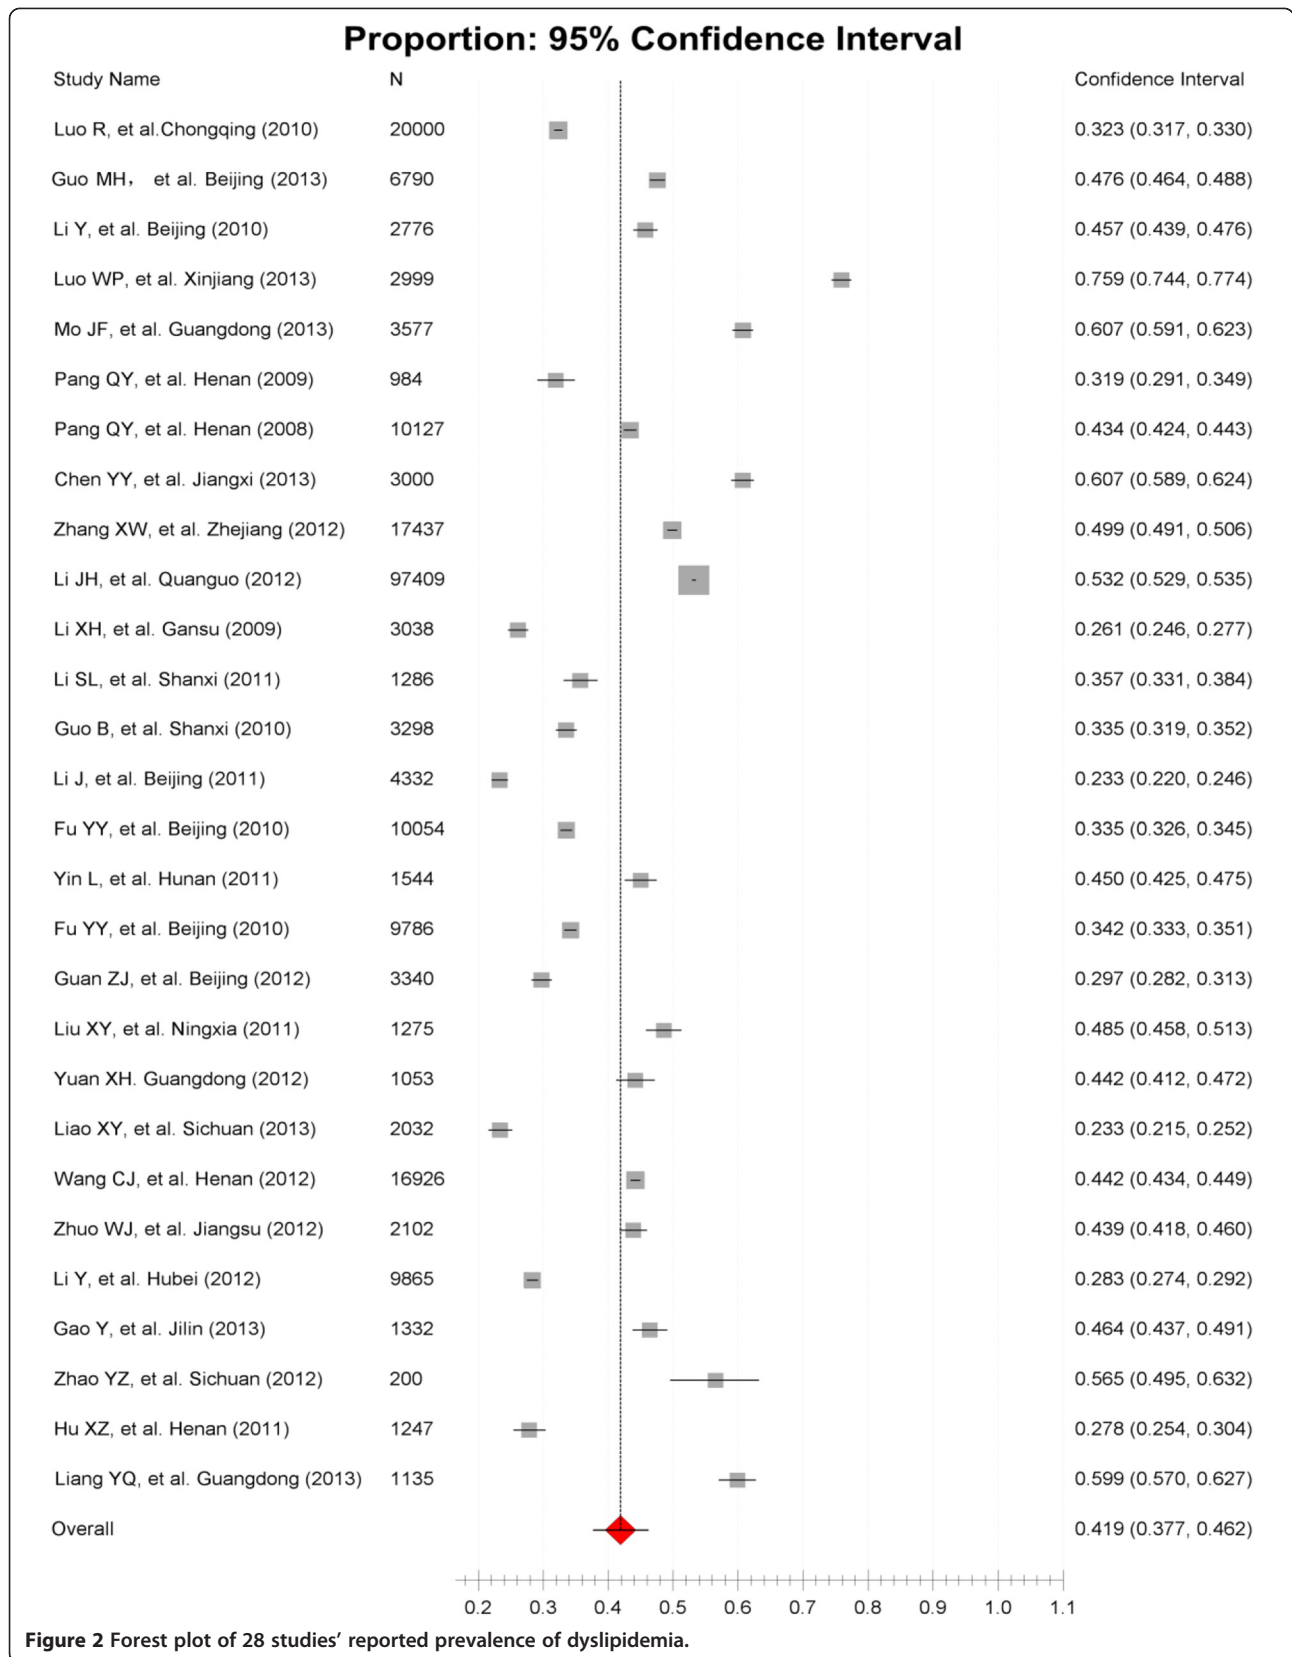 Proportion: 95% Confidence Interval
Study Name N Confidence Interval
Luo R, et al.Chongqing (2010) 20000 0.323 (0.317, 0.330)
Guo MH， et al. Beijing (2013) 6790 0.476 (0.464, 0.488)
Li Y, et al. Beijing (2010) 2776 0.457 (0.439, 0.476)
Luo WP, et al. Xinjiang (2013) 2999 0.759 (0.744, 0.774)
Mo JF, et al. Guangdong (2013) 3577 0.607 (0.591, 0.623)
Pang QY, et al. Henan (2009) 984 0.319 (0.291, 0.349)
Pang QY, et al. Henan (2008) 10127 0.434 (0.424, 0.443)
Chen YY, et al. Jiangxi (2013) 3000 0.607 (0.589, 0.624)
Zhang XW, et al. Zhejiang (2012) 17437 0.499 (0.491, 0.506)
Li JH, et al. Quanguo (2012) 97409 0.532 (0.529, 0.535)
Li XH, et al. Gansu (2009) 3038 0.261 (0.246, 0.277)
Li SL, et al. Shanxi (2011) 1286 0.357 (0.331, 0.384)
Guo B, et al. Shanxi (2010) 3298 0.335 (0.319, 0.352)
Li J, et al. Beijing (2011) 4332 0.233 (0.220, 0.246)
Fu YY, et al. Beijing (2010) 10054 0.335 (0.326, 0.345)
Yin L, et al. Hunan (2011) 1544 0.450 (0.425, 0.475)
Fu YY, et al. Beijing (2010) 9786 0.342 (0.333, 0.351)
Guan ZJ, et al. Beijing (2012) 3340 0.297 (0.282, 0.313)
Liu XY, et al. Ningxia (2011) 1275 0.485 (0.458, 0.513)
Yuan XH. Guangdong (2012) 1053 0.442 (0.412, 0.472)
Liao XY, et al. Sichuan (2013) 2032 0.233 (0.215, 0.252)
Wang CJ, et al. Henan (2012) 16926 0.442 (0.434, 0.449)
Zhuo WJ, et al. Jiangsu (2012) 2102 0.439 (0.418, 0.460)
Li Y, et al. Hubei (2012) 9865 0.283 (0.274, 0.292)
Gao Y, et al. Jilin (2013) 1332 0.464 (0.437, 0.491)
Zhao YZ, et al. Sichuan (2012) 200 0.565 (0.495, 0.632)
Hu XZ, et al. Henan (2011) 1247 0.278 (0.254, 0.304)
Liang YQ, et al. Guangdong (2013) 1135 0.599 (0.570, 0.627)
Overall 0.419 (0.377, 0.462)
0.2 0.3 0.4 0.5 0.6 0.7 0.8 0.9 1.0 1.1
Figure 2 Forest plot of 28 studies’ reported prevalence of dyslipidemia.